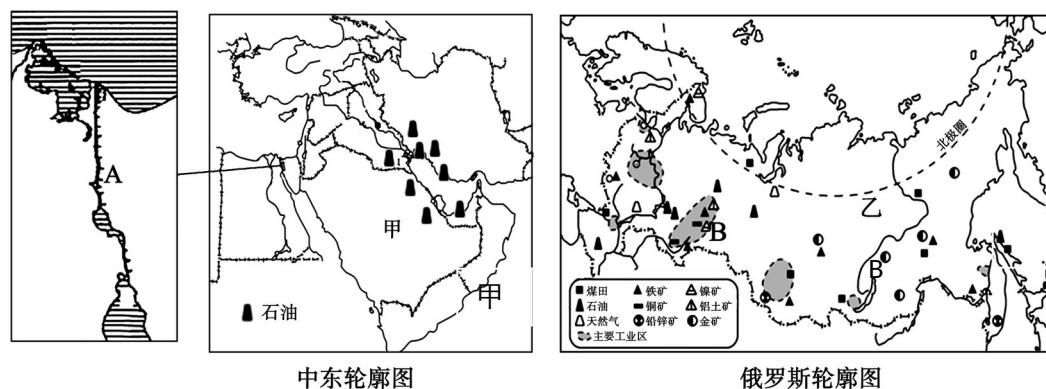 A
甲
甲
石油
北极圈
乙
B
B
煤田 铁矿 镍矿
石油 铜矿 铝土矿
天然气 铅锌矿 金矿
主要工业区
中东轮廓图 俄罗斯轮廓图